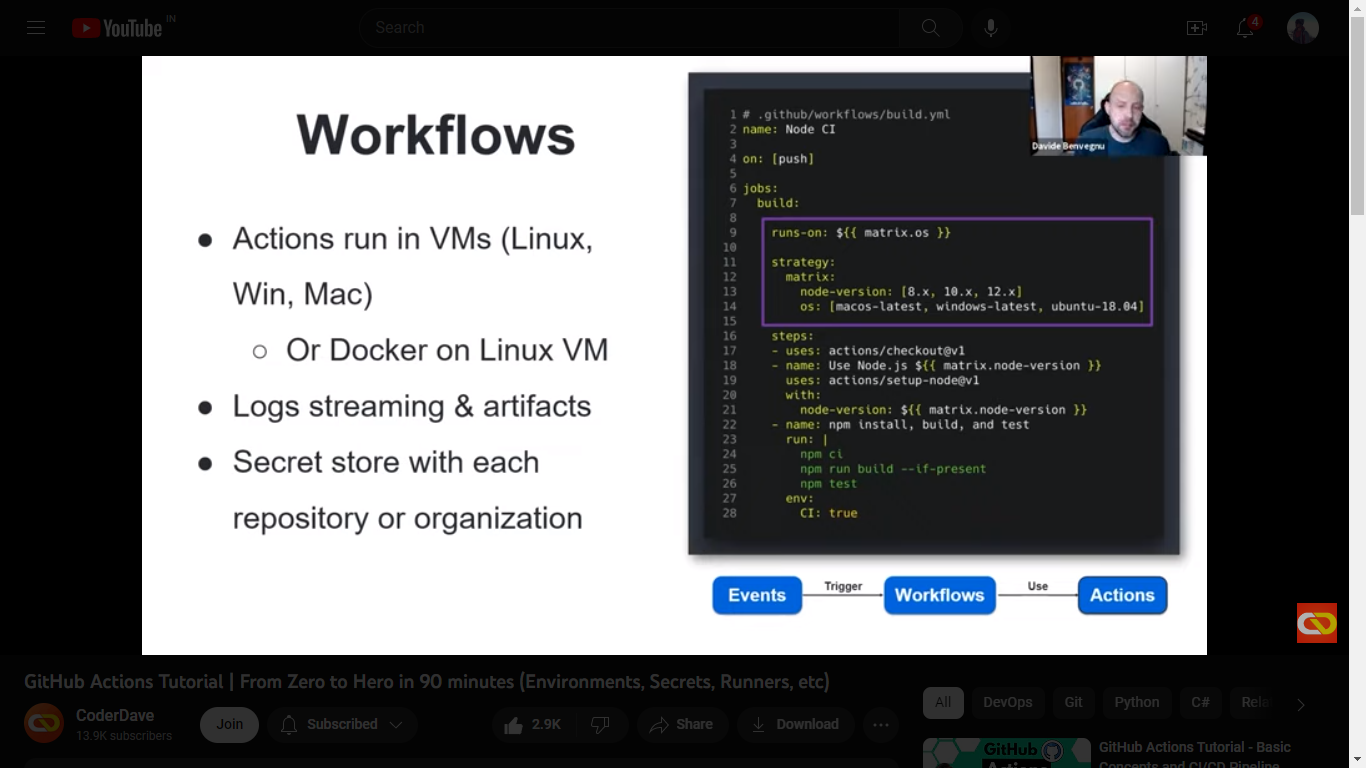 YouTube IN
Search
4
Workflows
● Actions run in VMs (Linux,
Win, Mac)
○ Or Docker on Linux VM
● Logs streaming & artifacts
● Secret store with each
repository or organization
1 # .github/workflows/build.yml
2 name: Node CI
3
4 on: [push]
5
6 jobs:
7 build:
8
9 runs-on: ${{ matrix.os }}
10
11 strategy:
12 matrix:
13 node-version: [8.x, 10.x, 12.x]
14 os: [macos-latest, windows-latest, ubuntu-18.04]
15
16 steps:
17 - uses: actions/checkout@v1
18 - name: Use Node.js ${{ matrix.node-version }}
19 uses: actions/setup-node@v1
20 with:
21 node-version: ${{ matrix.node-version }}
22 - name: npm install, build, and test
23 run: |
24 npm ci
25 npm run build --if-present
26 npm test
27 env:
28 CI: true
Davide Benvegnu
Events Trigger Workflows Use Actions
GitHub Actions Tutorial | From Zero to Hero in 90 minutes (Environments, Secrets, Runners, etc)
CoderDave
13.9K subscribers
Join
Subscribed
2.9K
Share
Download
All DevOps Git Python C#
GitHub
Actions
GitHub Actions Tutorial - Basic
Concepts and CI/CD Pipeline